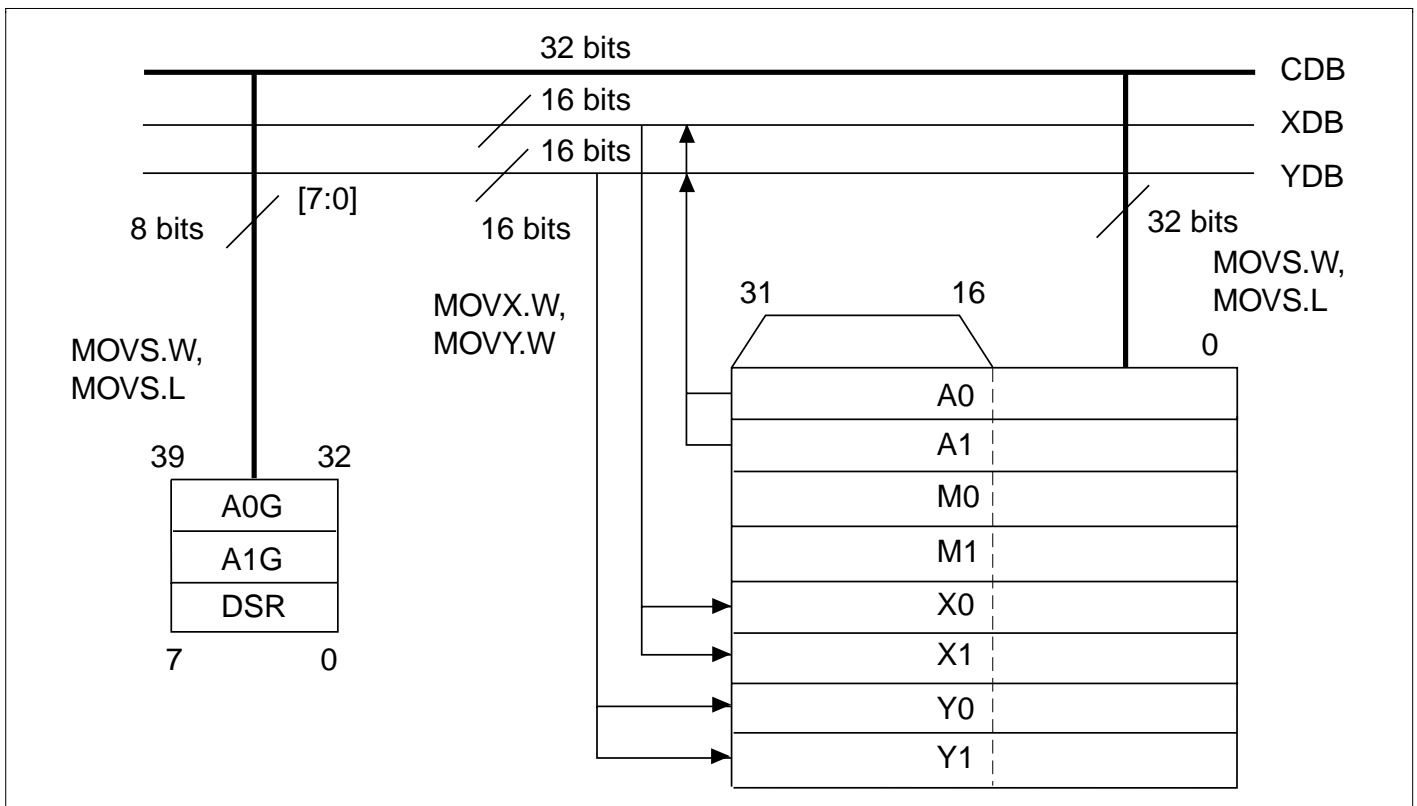 32 bits
CDB
16 bits
XDB
16 bits
YDB
[7:0]
8 bits
16 bits
32 bits
MOVS.W,
MOVS.L
MOVX.W,
MOVY.W
31
16
0
MOVS.W,
MOVS.L
39
32
A0G
A1G
DSR
7
0
A0
A1
M0
M1
X0
X1
Y0
Y1